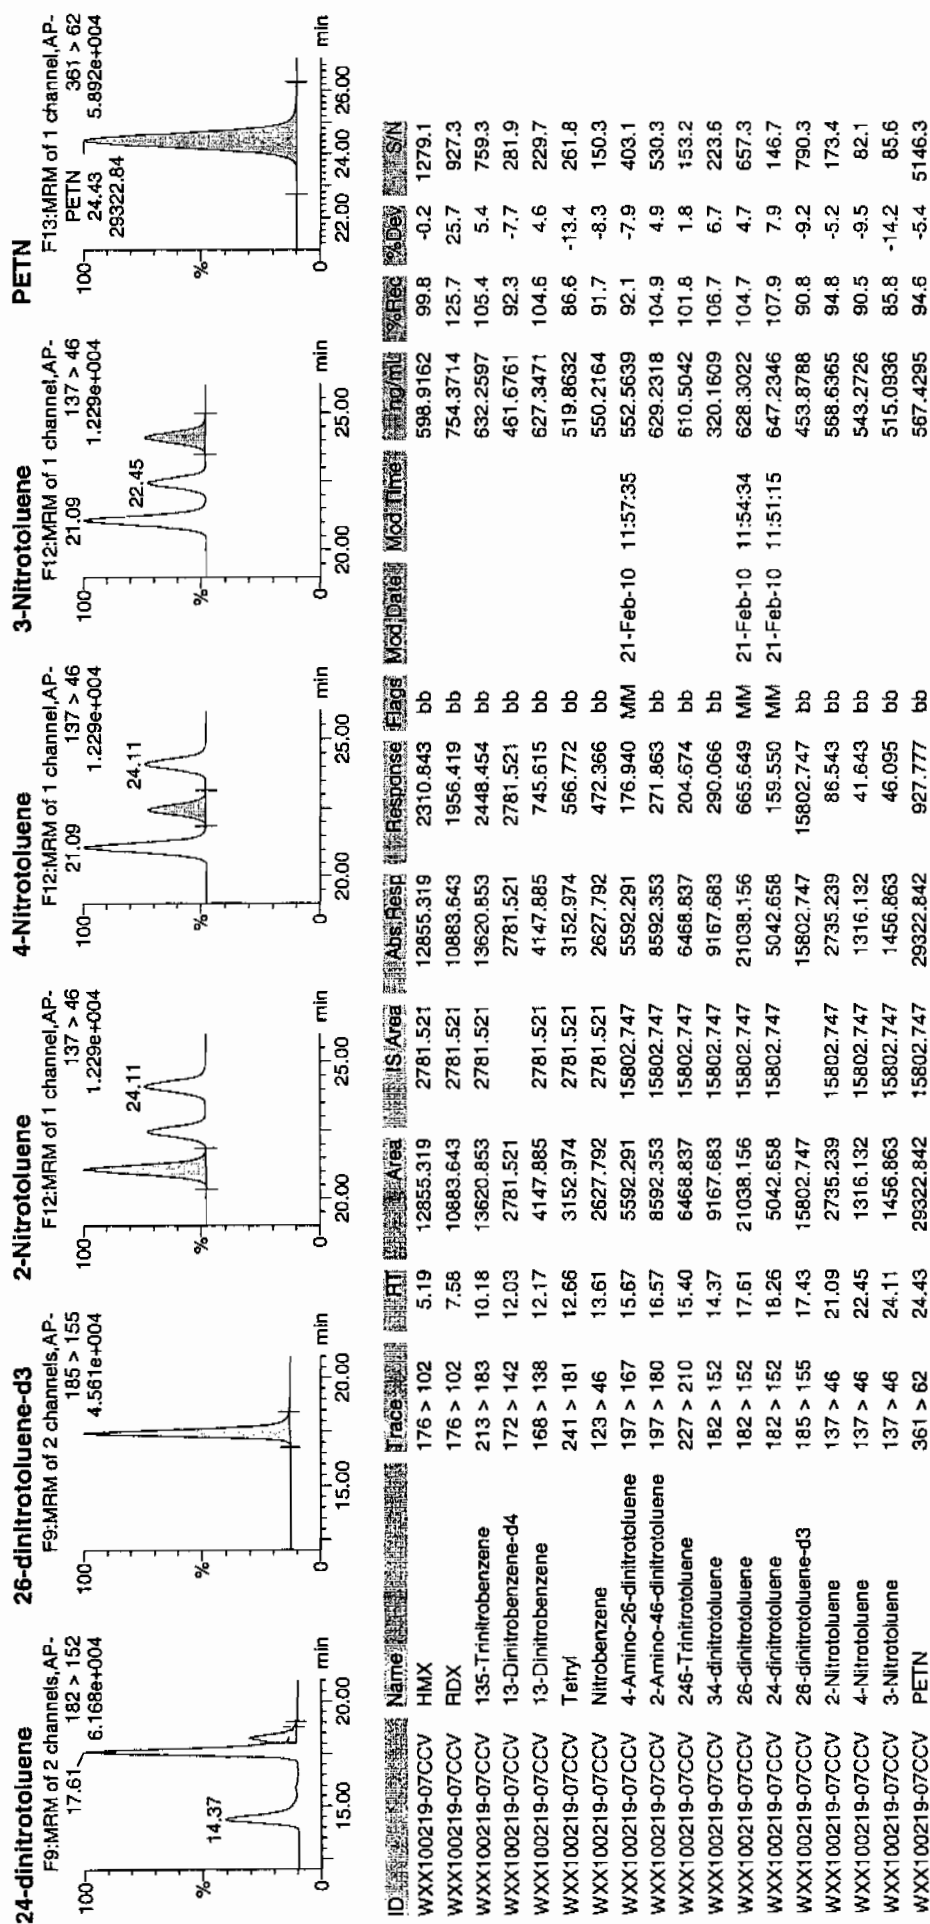 24-dinitrotoluene
F9:MRM of 2 channels,AP-
182 > 152
6.168e+004
17.61
14.37
100
%
0
15.00
20.00
min
26-dinitrotoluene-d3
F9:MRM of 2 channels,AP-
185 > 155
4.561e+004
100
%
0
15.00
20.00
min
2-Nitrotoluene
F12:MRM of 1 channel,AP-
137 > 46
1.229e+004
24.11
100
%
0
20.00
25.00
min
4-Nitrotoluene
F12:MRM of 1 channel,AP-
21.09
137 > 46
1.229e+004
24.11
100
%
0
20.00
25.00
min
3-Nitrotoluene
F12:MRM of 1 channel,AP-
21.09
137 > 46
1.229e+004
22.45
100
%
0
20.00
25.00
min
PETN
F13:MRM of 1 channel,AP-
PETN
24.43
29322.84
361 > 62
5.892e+004
100
%
0
22.00
24.00
26.00
min
ID Name Trace RT Area IS Area Abs Resp Response Flags Mod Date Mod Time ng/mL %Rec %Dev S/N
WXX100219-07CCV HMX 176 > 102 5.19 12855.319 2781.521 12855.319 2310.843 bb 598.9162 99.8 -0.2 1279.1
WXX100219-07CCV RDX 176 > 102 7.58 10883.643 2781.521 10883.643 1956.419 bb 754.3714 125.7 25.7 927.3
WXX100219-07CCV 135-Trinitrobenzene 213 > 183 10.18 13620.853 2781.521 13620.853 2448.454 bb 632.2597 105.4 5.4 759.3
WXX100219-07CCV 13-Dinitrobenzene-d4 172 > 142 12.03 2781.521 2781.521 2781.521 bb 461.6761 92.3 -7.7 281.9
WXX100219-07CCV 13-Dinitrobenzene 168 > 138 12.17 4147.885 2781.521 4147.885 745.615 bb 627.3471 104.6 4.6 229.7
WXX100219-07CCV Tetryl 241 > 181 12.66 3152.974 2781.521 3152.974 566.772 bb 519.8632 86.6 -13.4 261.8
WXX100219-07CCV Nitrobenzene 123 > 46 13.61 2627.792 2781.521 2627.792 472.366 bb 550.2164 91.7 -8.3 150.3
WXX100219-07CCV 4-Amino-26-dinitrotoluene 197 > 167 15.67 5592.291 15802.747 5592.291 176.940 MM 21-Feb-10 11:57:35 552.5639 92.1 -7.9 403.1
WXX100219-07CCV 2-Amino-46-dinitrotoluene 197 > 180 16.57 8592.353 15802.747 8592.353 271.863 bb 629.2318 104.9 4.9 530.3
WXX100219-07CCV 246-Trinitrotoluene 227 > 210 15.40 6468.837 15802.747 6468.837 204.674 bb 610.5042 101.8 1.8 153.2
WXX100219-07CCV 34-dinitrotoluene 182 > 152 14.37 9167.683 15802.747 9167.683 290.066 bb 320.1609 106.7 6.7 223.6
WXX100219-07CCV 26-dinitrotoluene 182 > 152 17.61 21038.156 15802.747 21038.156 665.649 MM 21-Feb-10 11:54:34 628.3022 104.7 4.7 657.3
WXX100219-07CCV 24-dinitrotoluene 182 > 152 18.26 5042.658 15802.747 5042.658 159.550 MM 21-Feb-10 11:51:15 647.2346 107.9 7.9 146.7
WXX100219-07CCV 26-dinitrotoluene-d3 185 > 155 17.43 15802.747 15802.747 15802.747 bb 453.8788 90.8 -9.2 790.3
WXX100219-07CCV 2-Nitrotoluene 137 > 46 21.09 2735.239 15802.747 2735.239 86.543 bb 568.6365 94.8 -5.2 173.4
WXX100219-07CCV 4-Nitrotoluene 137 > 46 22.45 1316.132 15802.747 1316.132 41.643 bb 543.2726 90.5 -9.5 82.1
WXX100219-07CCV 3-Nitrotoluene 137 > 46 24.11 1456.863 15802.747 1456.863 46.095 bb 515.0936 85.8 -14.2 85.6
WXX100219-07CCV PETN 361 > 62 24.43 29322.842 15802.747 29322.842 927.777 bb 567.4295 94.6 -5.4 5146.3